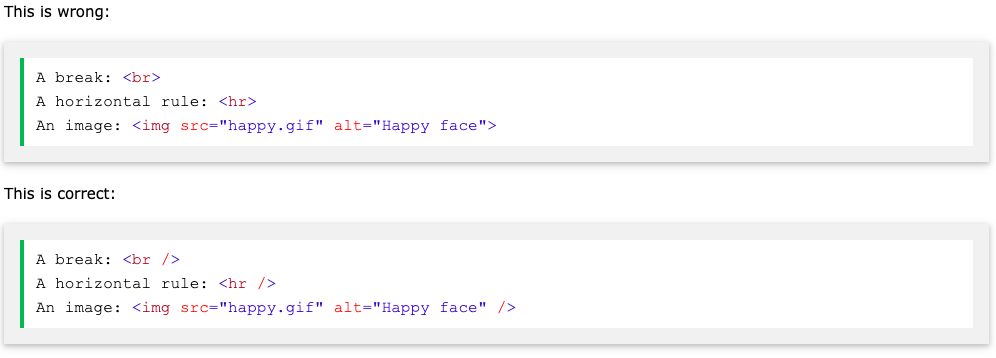 This is wrong:
A break: <br>
A horizontal rule: <hr>
An image: <img src="happy.gif" alt="Happy face">
This is correct:
A break: <br />
A horizontal rule: <hr />
An image: <img src="happy.gif" alt="Happy face" />